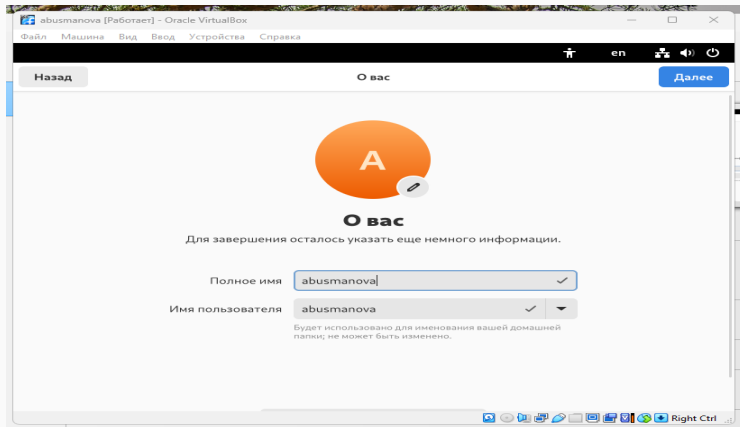 abusmanova [Работает] - Oracle VirtualBox
Файл Машина Вид Ввод Устройства Справка
en
Назад О вас Далее
A
О вас
Для завершения осталось указать еще немного информации.
Полное имя abusmanova
Имя пользователя abusmanova
Будет использовано для именования вашей домашней
папки; не может быть изменено.
Right Ctrl